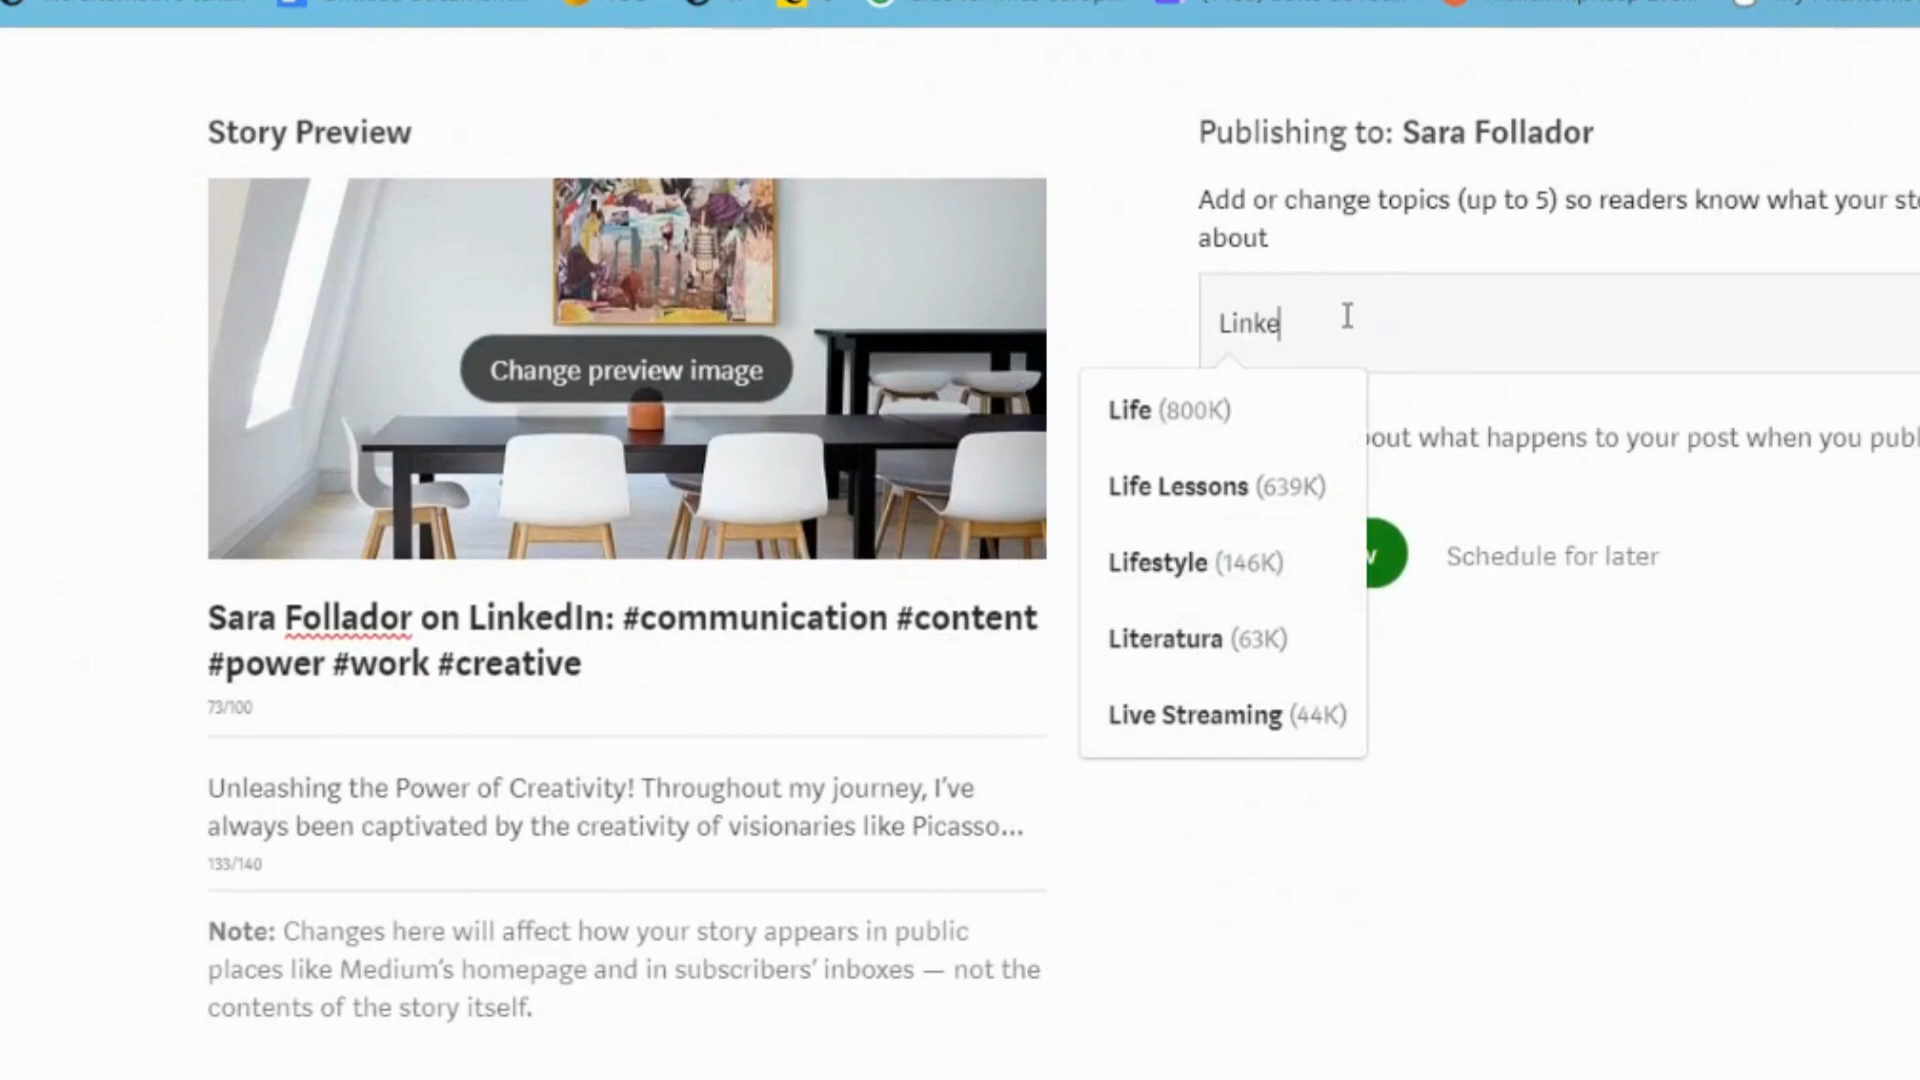 Story Preview
Change preview image
Sara Follador on LinkedIn: #communication #content
#power #work #creative
73/100
Unleashing the Power of Creativity! Throughout my journey, I've
always been captivated by the creativity of visionaries like Picasso...
133/140
Note: Changes here will affect how your story appears in public
places like Medium's homepage and in subscribers' inboxes — not the
contents of the story itself.
Publishing to: Sara Follador
Add or change topics (up to 5) so readers know what your
about
Linke
Life (800K)
Life Lessons (639K)
Lifestyle (146K)
Literatura (63K)
Live Streaming (44K)
what happens to your post when you
Schedule for later